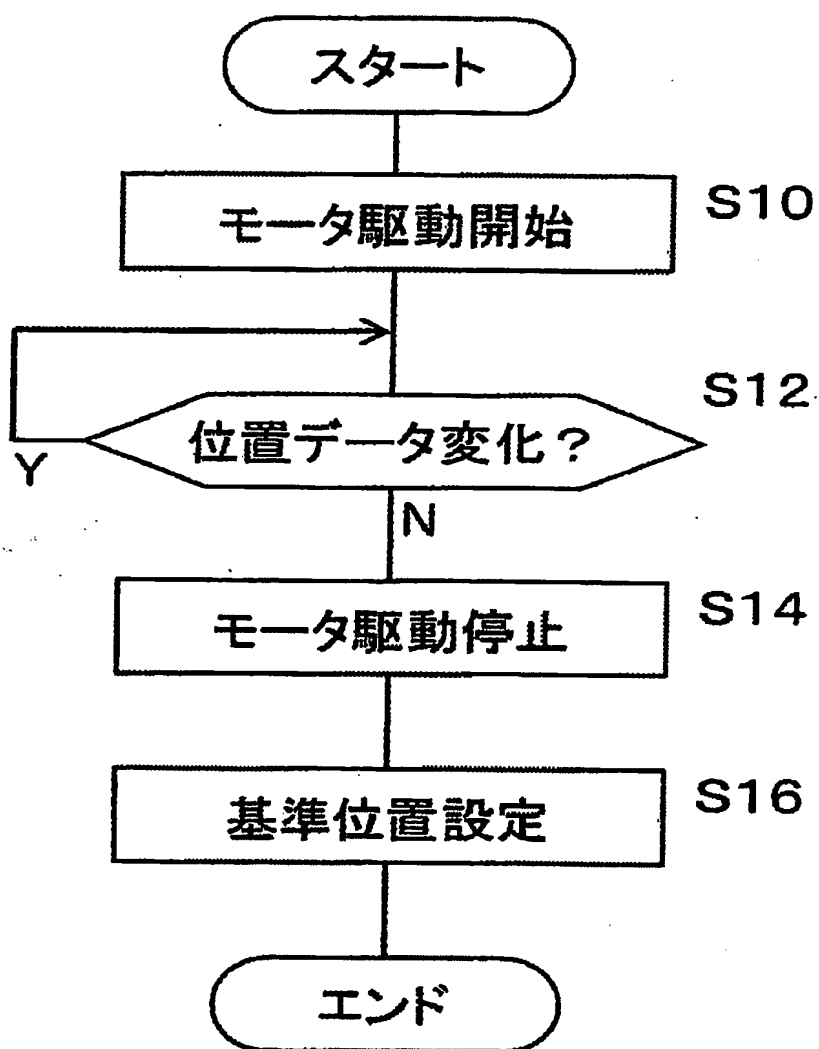 スタート
モータ駆動開始
S10
位置データ変化？
S12
Y
N
モータ駆動停止
S14
基準位置設定
S16
エンド